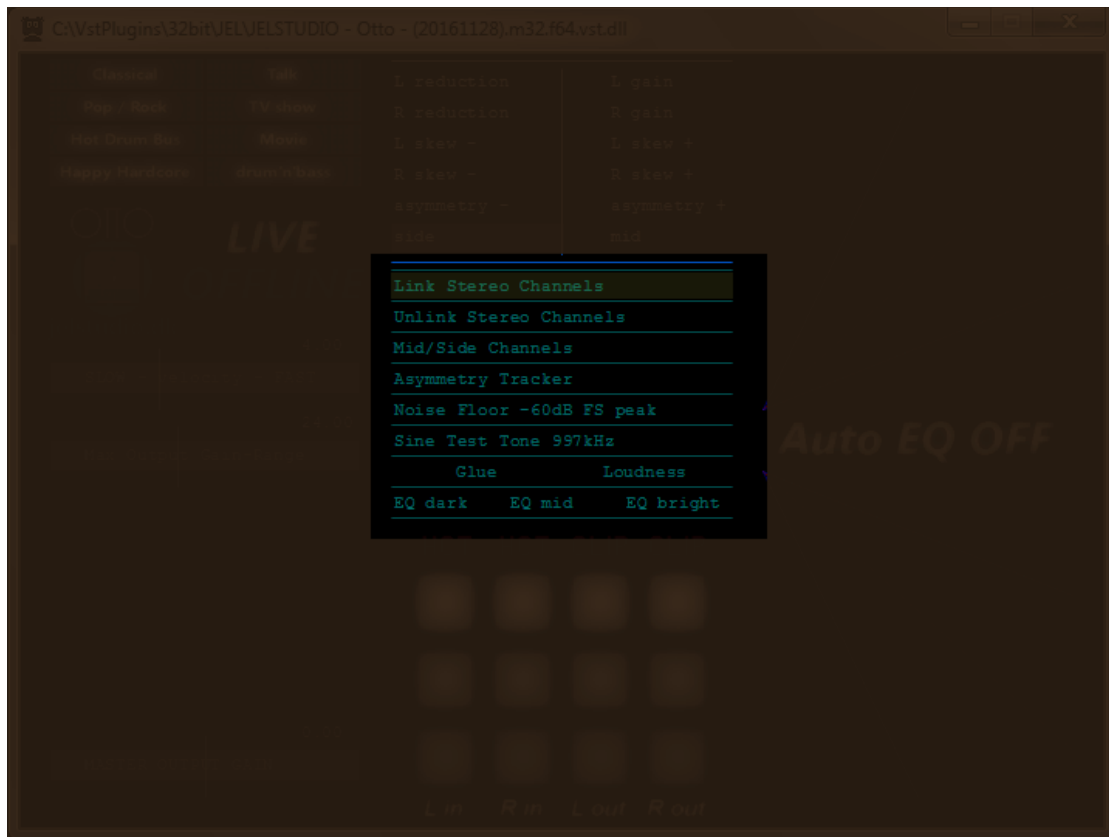 C:\VstPlugins\32bit\JEL\JELSTUDIO - Otto - (20161128).m32.f64.vst.dll
Classical Talk
Pop / Rock TV show
Hot Drum Bus Movie
Happy Hardcore drum'n'bass
L reduction L gain
R reduction R gain
L skew - L skew +
R skew - R skew +
asymmetry - asymmetry +
side mid
LIVE
OFFLINE
Link Stereo Channels
Unlink Stereo Channels
Mid/Side Channels
Asymmetry Tracker
Noise Floor -60dB FS peak
Sine Test Tone 997kHz
Glue Loudness
EQ dark EQ mid EQ bright
Auto EQ OFF
L in R in L out R out